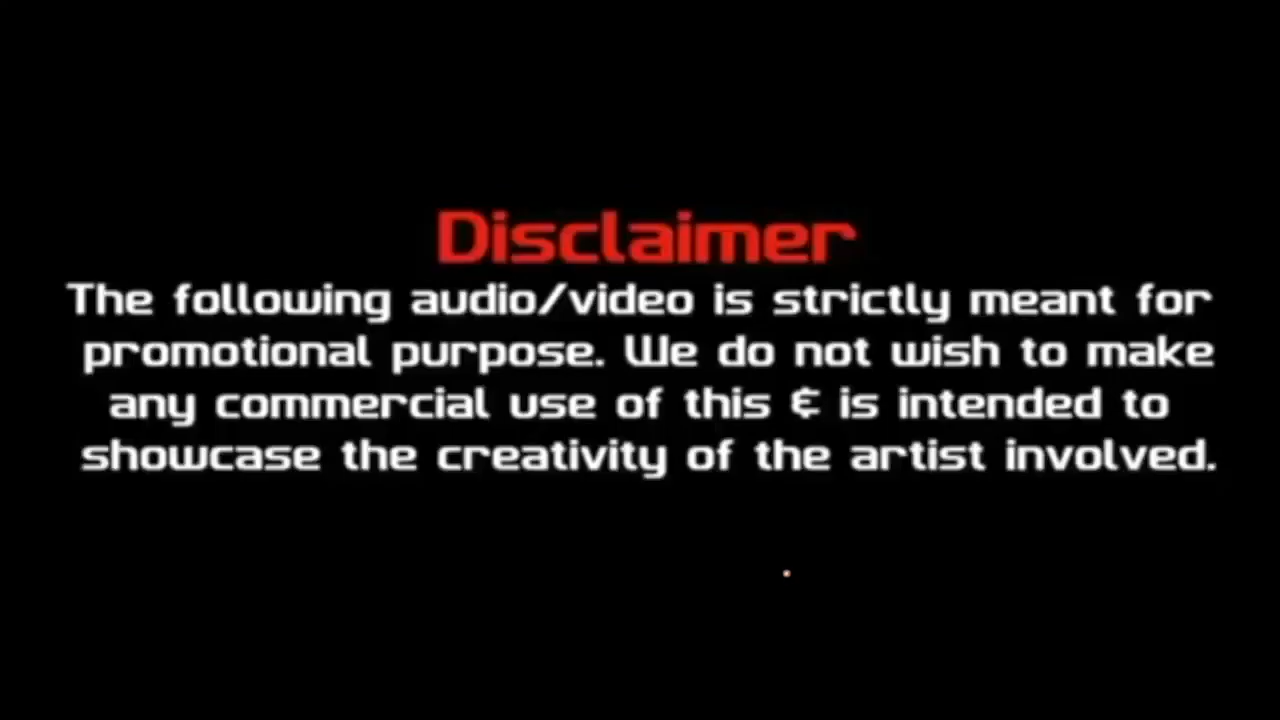 Disclaimer
The following audio/video is strictly meant for
promotional purpose. We do not wish to make
any commercial use of this & is intended to
showcase the creativity of the artist involved.